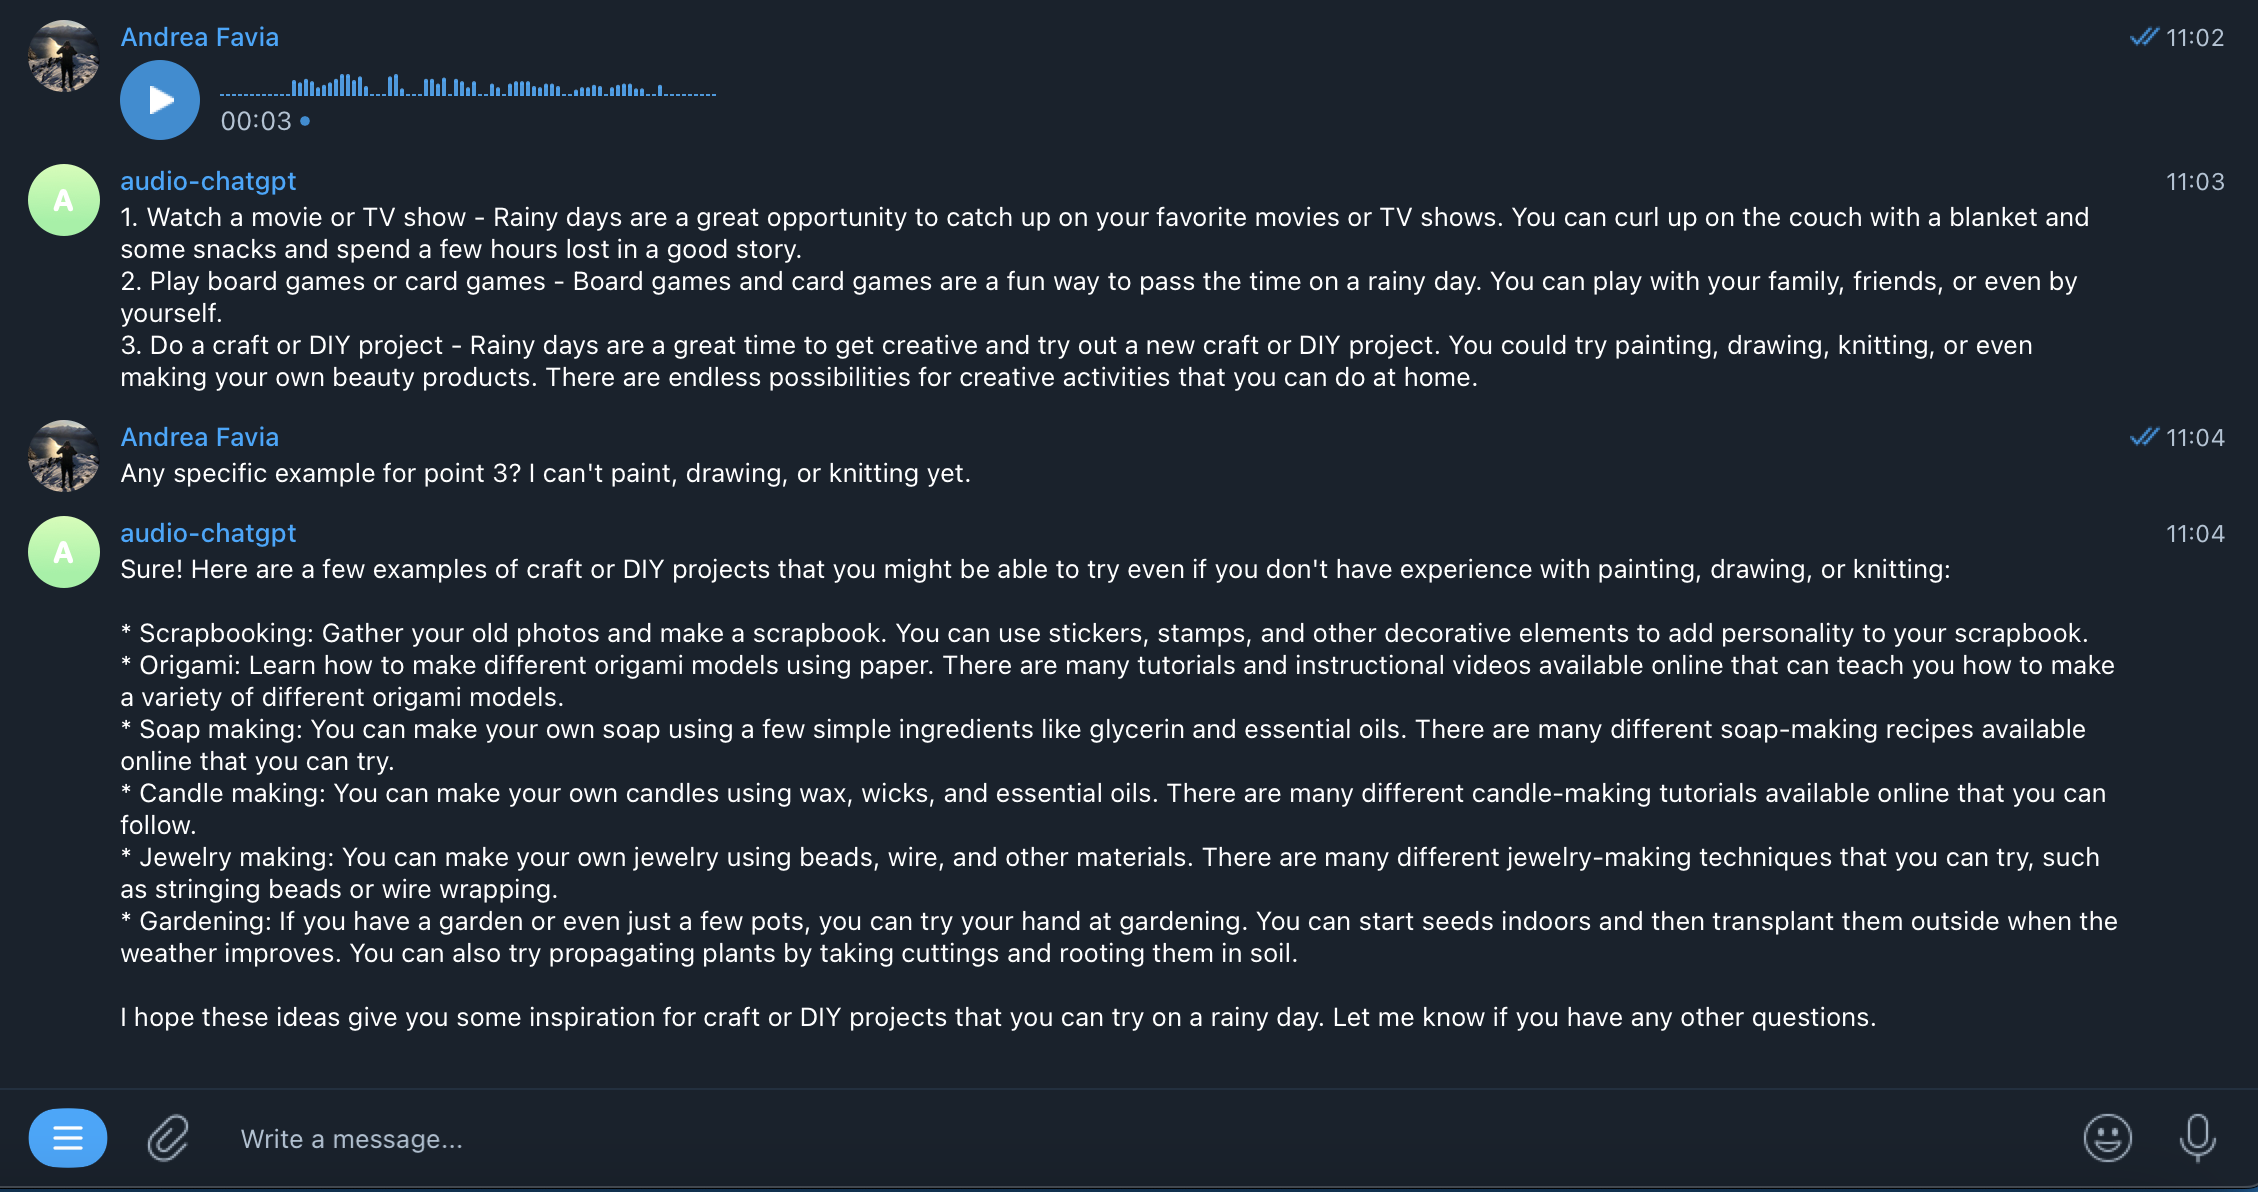 Andrea Favia
11:02
00:03
A
audio-chatgpt
11:03
1. Watch a movie or TV show - Rainy days are a great opportunity to catch up on your favorite movies or TV shows. You can curl up on the couch with a blanket and
some snacks and spend a few hours lost in a good story.
2. Play board games or card games - Board games and card games are a fun way to pass the time on a rainy day. You can play with your family, friends, or even by
yourself.
3. Do a craft or DIY project - Rainy days are a great time to get creative and try out a new craft or DIY project. You could try painting, drawing, knitting, or even
making your own beauty products. There are endless possibilities for creative activities that you can do at home.
Andrea Favia
11:04
Any specific example for point 3? I can't paint, drawing, or knitting yet.
A
audio-chatgpt
11:04
Sure! Here are a few examples of craft or DIY projects that you might be able to try even if you don't have experience with painting, drawing, or knitting:
* Scrapbooking: Gather your old photos and make a scrapbook. You can use stickers, stamps, and other decorative elements to add personality to your scrapbook.
* Origami: Learn how to make different origami models using paper. There are many tutorials and instructional videos available online that can teach you how to make
a variety of different origami models.
* Soap making: You can make your own soap using a few simple ingredients like glycerin and essential oils. There are many different soap-making recipes available
online that you can try.
* Candle making: You can make your own candles using wax, wicks, and essential oils. There are many different candle-making tutorials available online that you can
follow.
* Jewelry making: You can make your own jewelry using beads, wire, and other materials. There are many different jewelry-making techniques that you can try, such
as stringing beads or wire wrapping.
* Gardening: If you have a garden or even just a few pots, you can try your hand at gardening. You can start seeds indoors and then transplant them outside when the
weather improves. You can also try propagating plants by taking cuttings and rooting them in soil.
I hope these ideas give you some inspiration for craft or DIY projects that you can try on a rainy day. Let me know if you have any other questions.
Write a message...